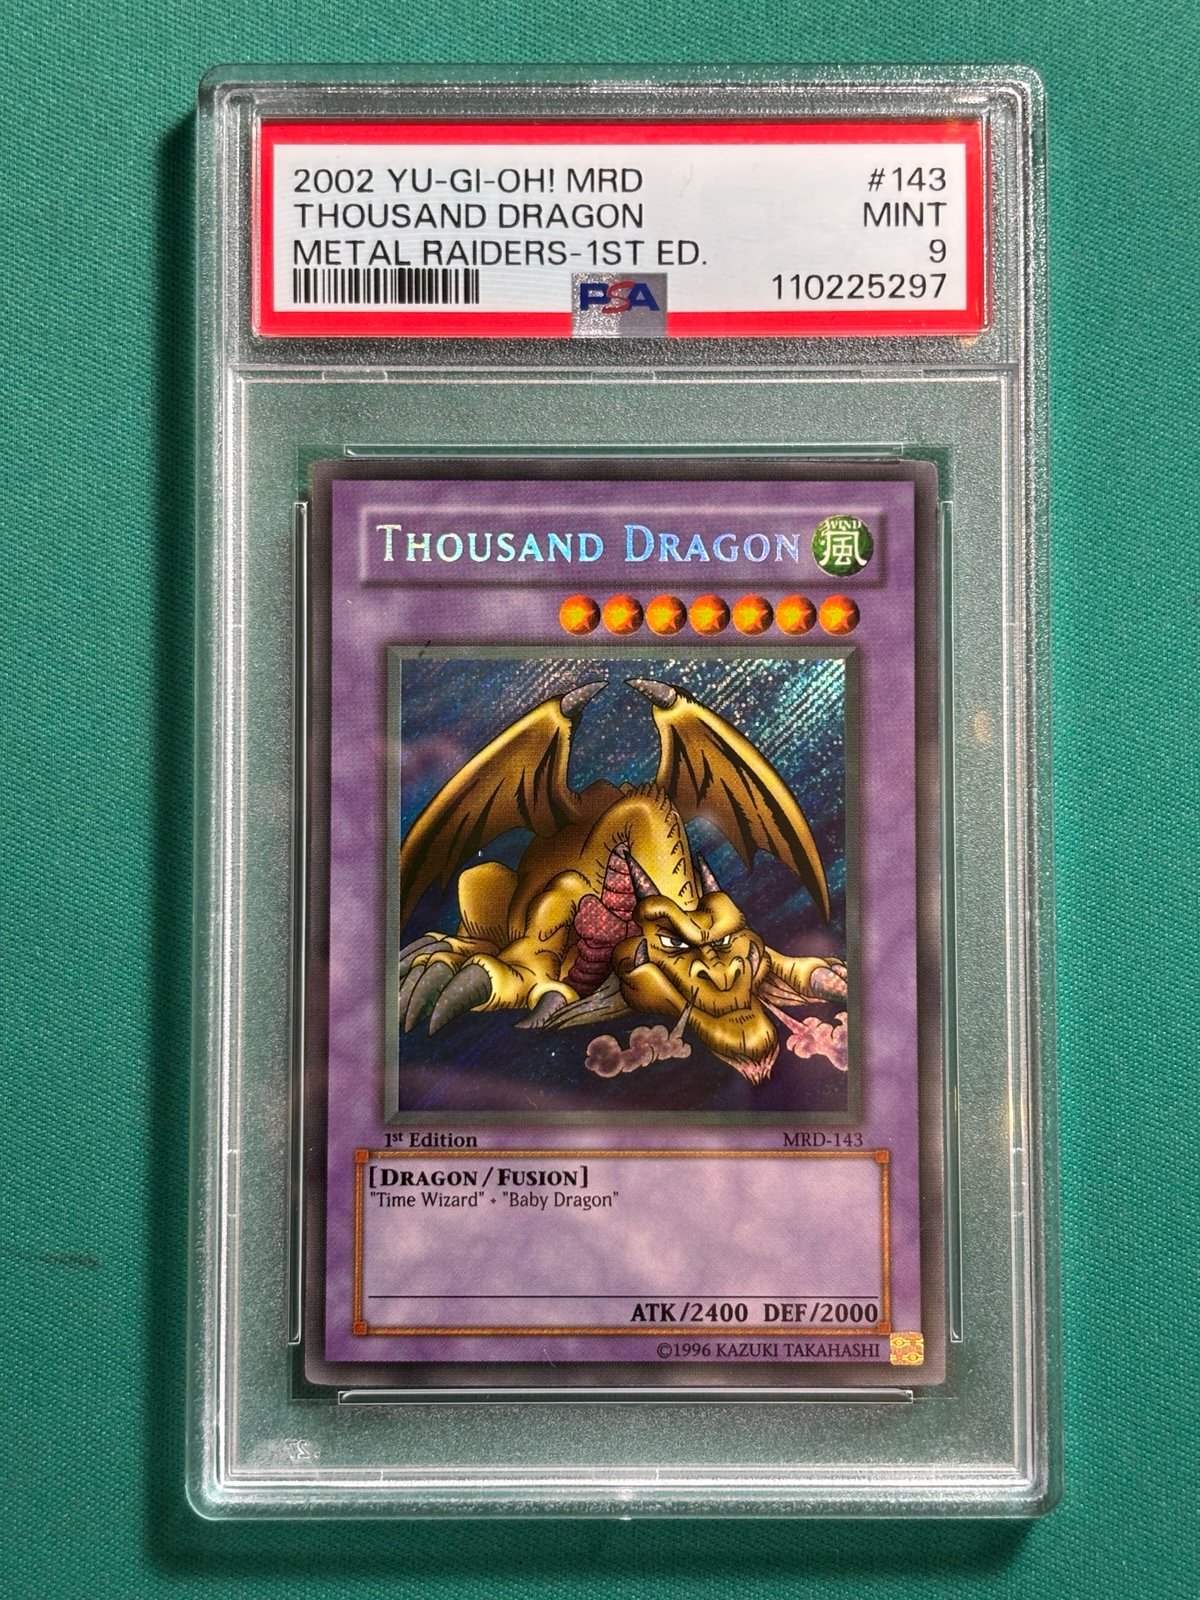 2002 YU-GI-OH! MRD #143
THOUSAND DRAGON MINT
METAL RAIDERS-1ST ED. 9
PSA 110225297
THOUSAND DRAGON
WIND
風
1st Edition MRD-143
[DRAGON/FUSION]
"Time Wizard" + "Baby Dragon"
ATK/2400 DEF/2000
©1996 KAZUKI TAKAHASHI